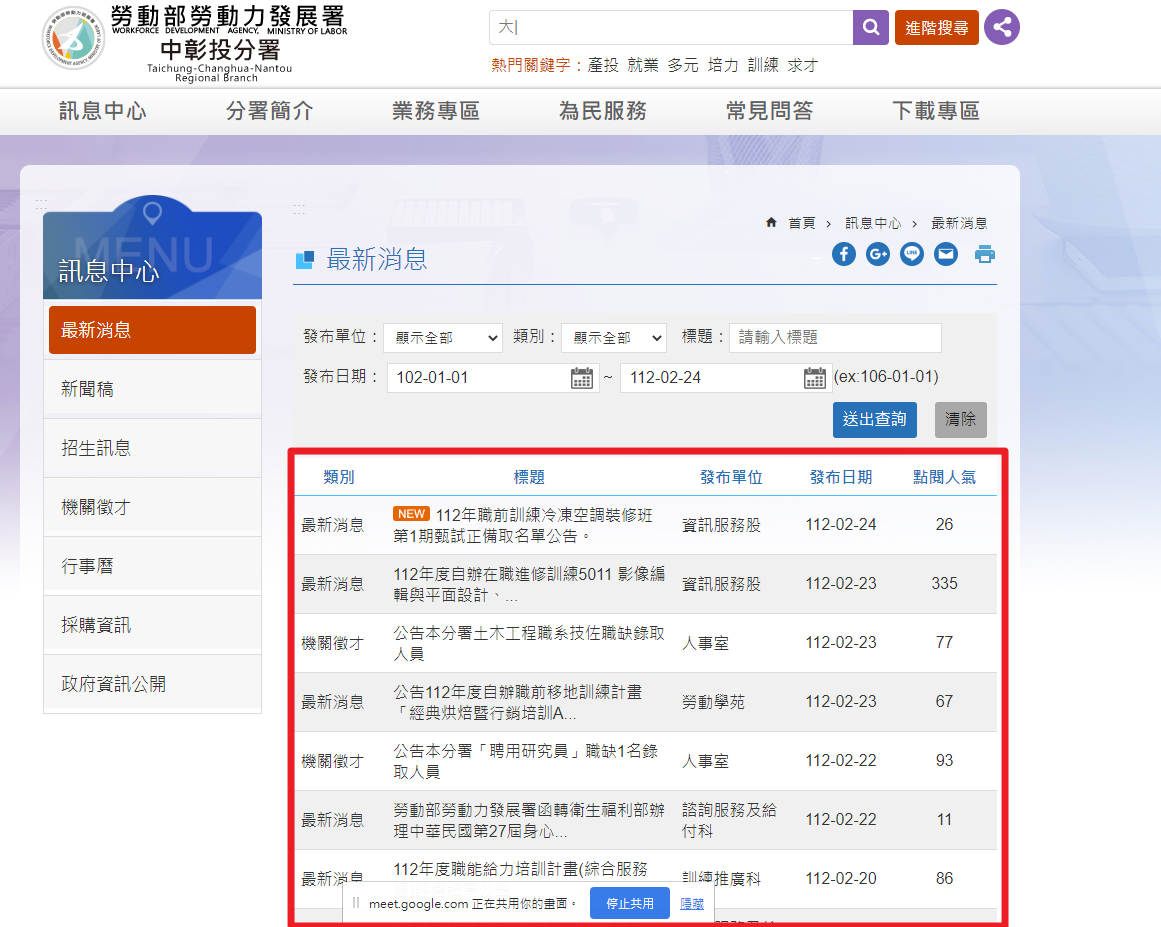 勞動部勞動力發展署
WORKFORCE DEVELOPMENT AGENCY, MINISTRY OF LABOR
中彰投分署
Taichung-Changhua-Nantou
Regional Branch
大
進階搜尋
熱門關鍵字：產投 就業 多元 培力 訓練 求才
訊息中心 分署簡介 業務專區 為民服務 常見問答 下載專區
:::
MENU
訊息中心
最新消息
新聞稿
招生訊息
機關徵才
行事曆
採購資訊
政府資訊公開
:::
首頁 › 訊息中心 › 最新消息
最新消息
f G+ LINE
發布單位： 顯示全部 類別： 顯示全部 標題： 請輸入標題
發布日期： 102-01-01 ~ 112-02-24 (ex:106-01-01)
送出查詢 清除
類別 標題 發布單位 發布日期 點閱人氣
最新消息 NEW 112年職前訓練冷凍空調裝修班
第1期甄試正備取名單公告。 資訊服務股 112-02-24 26
最新消息 112年度自辦在職進修訓練5011 影像編
輯與平面設計、... 資訊服務股 112-02-23 335
機關徵才 公告本分署土木工程職系技佐職缺錄取
人員 人事室 112-02-23 77
最新消息 公告112年度自辦職前移地訓練計畫
「經典烘焙暨行銷培訓A... 勞動學苑 112-02-23 67
機關徵才 公告本分署「聘用研究員」職缺1名錄
取人員 人事室 112-02-22 93
最新消息 勞動部勞動力發展署函轉衛生福利部辦
理中華民國第27屆身心... 諮詢服務及給
付科 112-02-22 11
最新消息 112年度職能給力培訓計畫(綜合服務
訓練推廣科 112-02-20 86
meet.google.com 正在共用你的畫面。 停止共用 隱藏